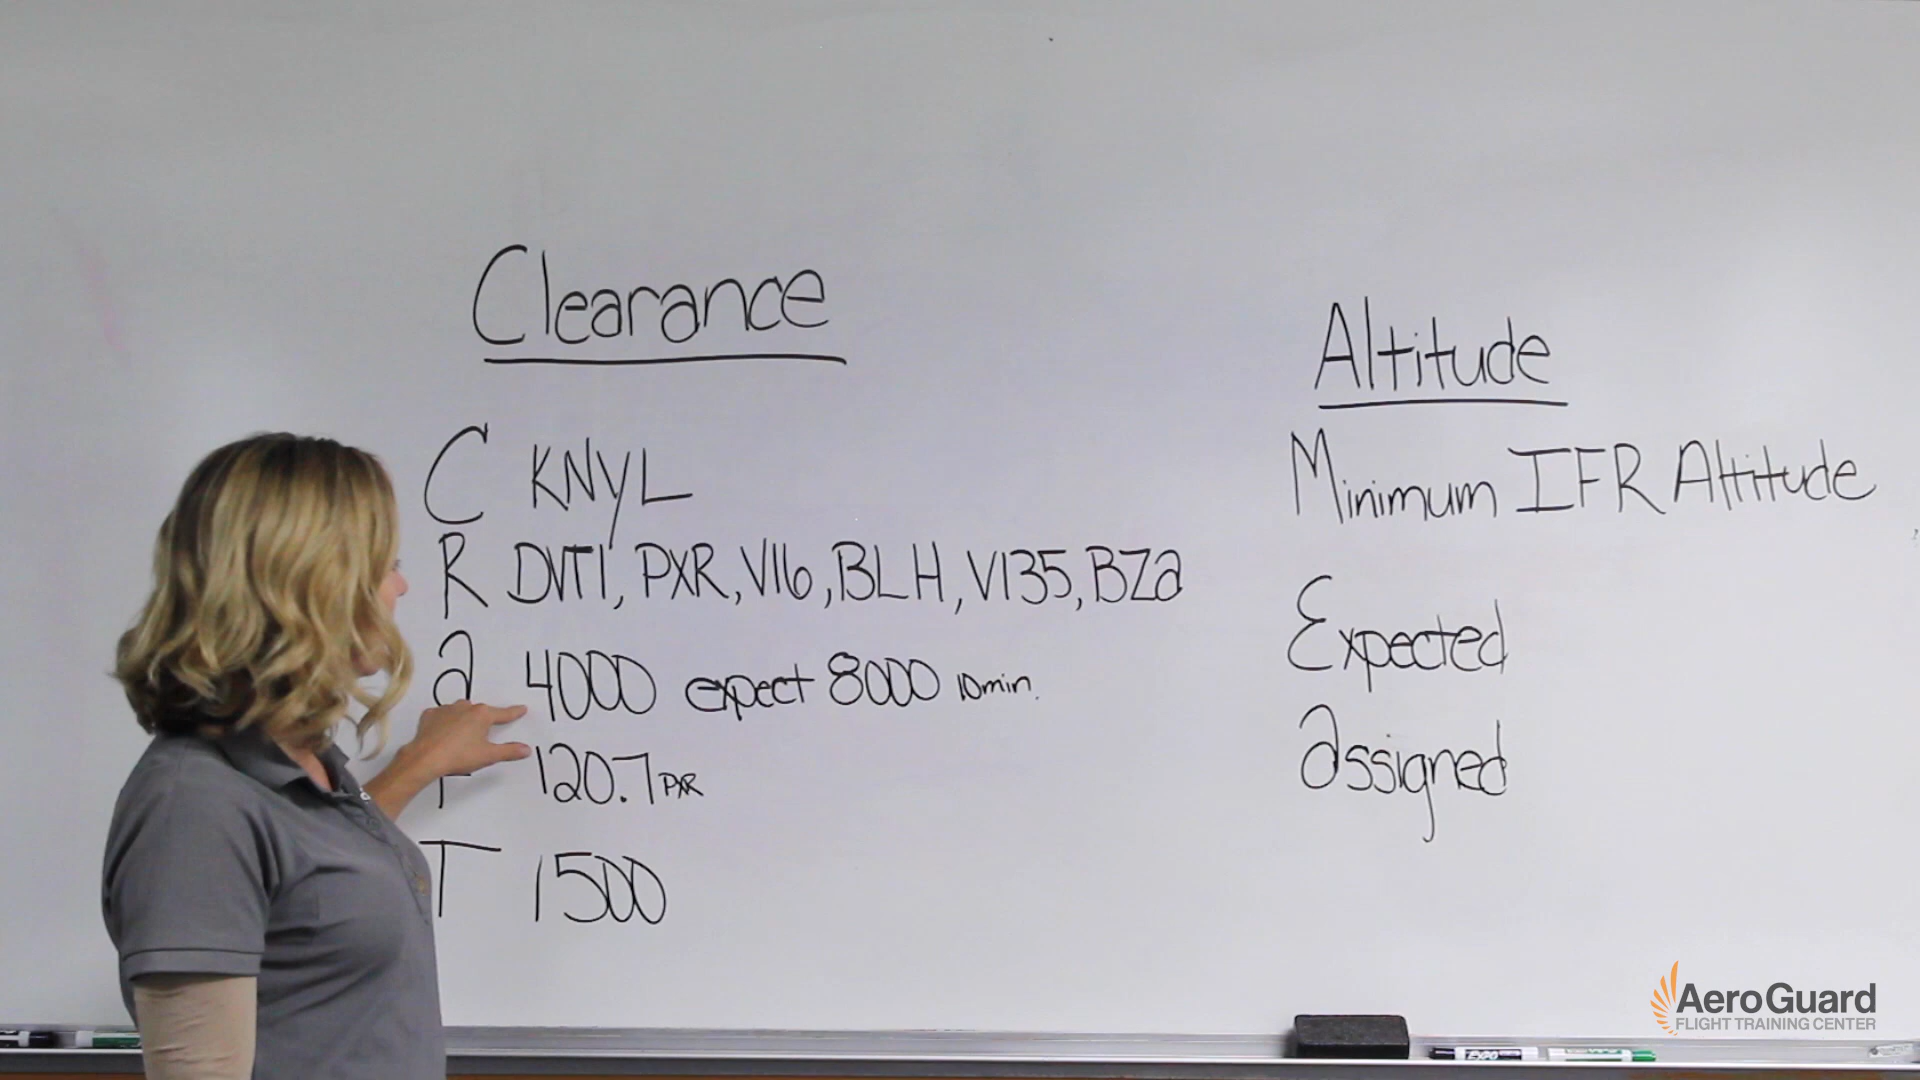 Clearance
C KNYL
R DVT1, PXR, V16, BLH, V135, BZa
a 4000 expect 8000 10min.
F 120.7 PXR
T 1500
Altitude
Minimum IFR Altitude
Expected
assigned
AeroGuard
FLIGHT TRAINING CENTER
EXPO